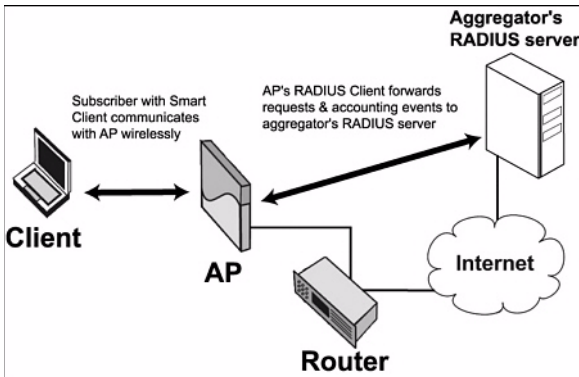 Aggregator's
RADIUS server
AP's RADIUS Client forwards
requests & accounting events to
aggregator's RADIUS server
Subscriber with Smart
Client communicates
with AP wirelessly
Client
AP
Internet
Router